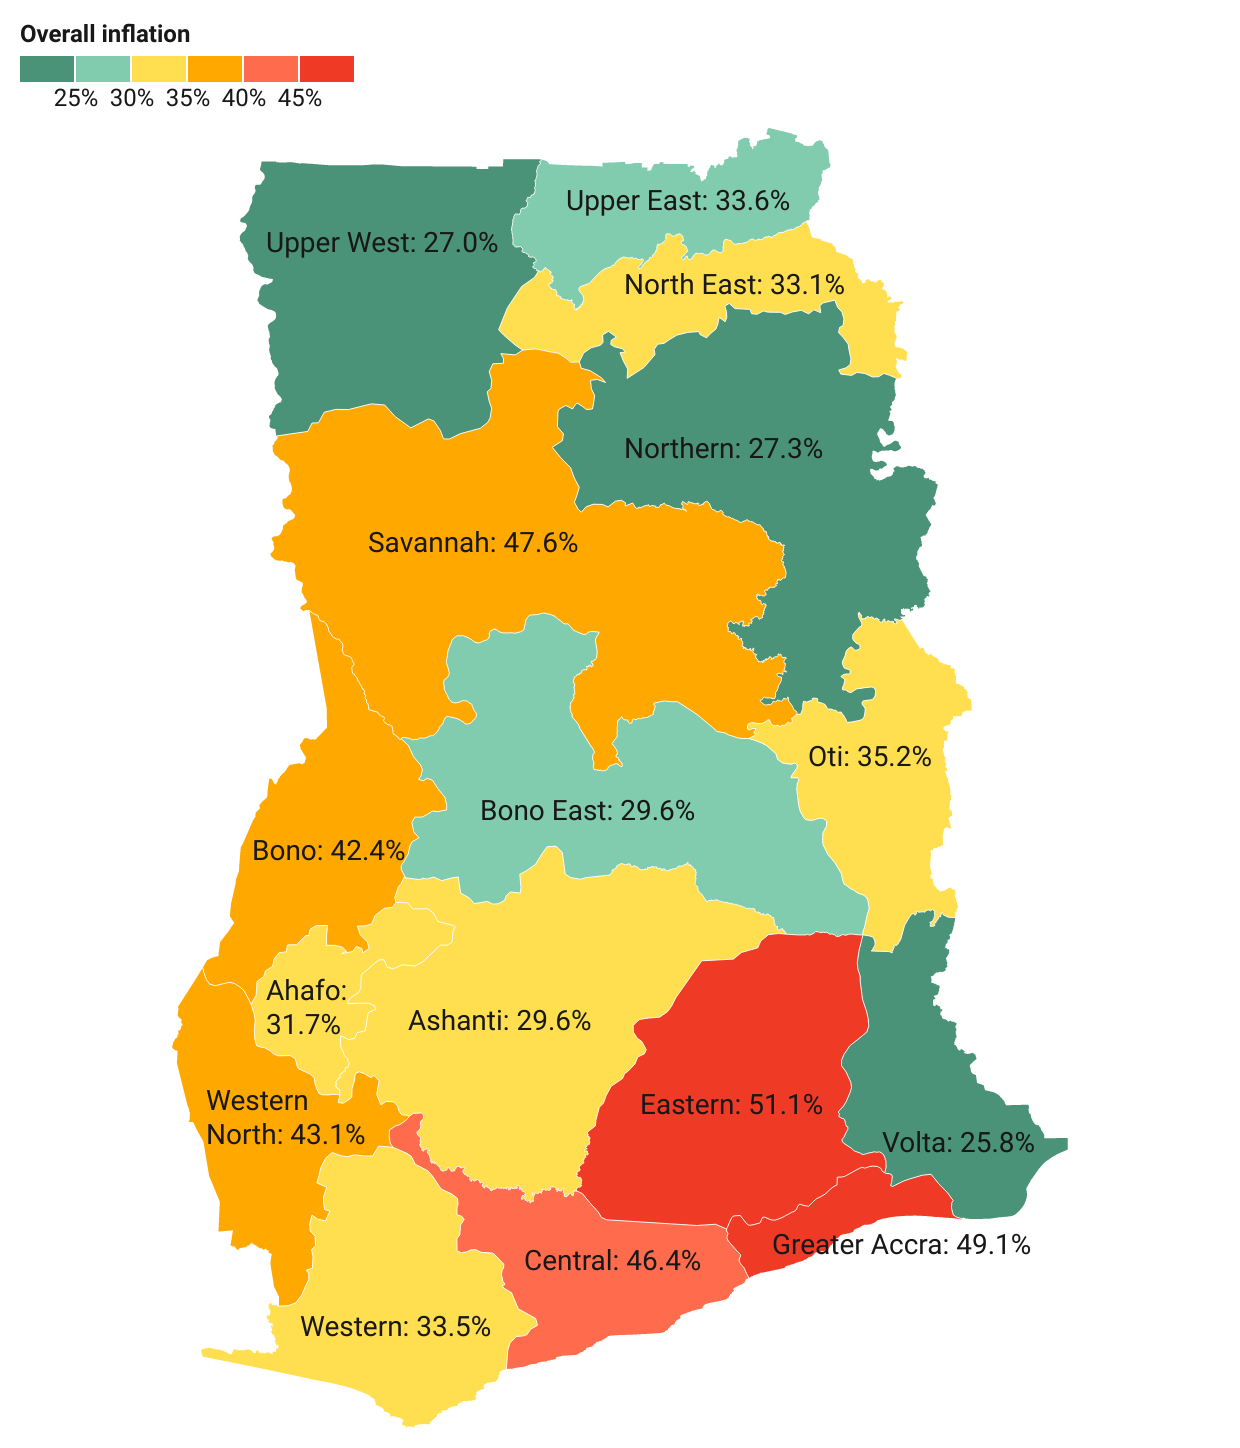 Overall inflation
25% 30% 35% 40% 45%
Upper East: 33.6%
Upper West: 27.0%
North East: 33.1%
Northern: 27.3%
Savannah: 47.6%
Oti: 35.2%
Bono East: 29.6%
Bono: 42.4%
Ahafo:
31.7%
Ashanti: 29.6%
Western
North: 43.1%
Eastern: 51.1%
Volta: 25.8%
Greater Accra: 49.1%
Central: 46.4%
Western: 33.5%